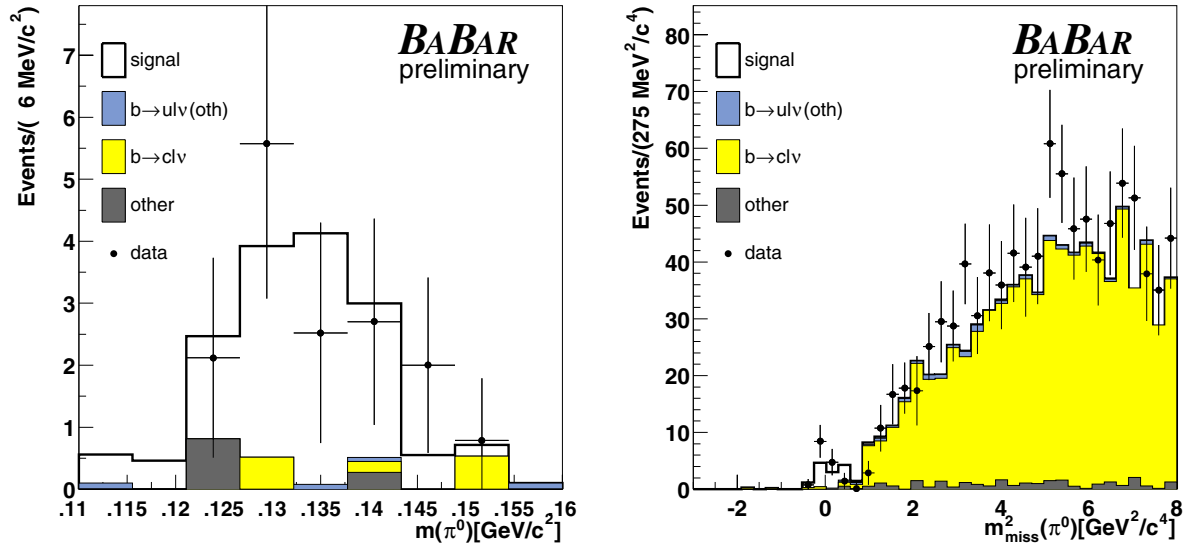 BABAR
preliminary
signal
b→ulν(oth)
b→clν
other
data
Events/( 6 MeV/c²)
7
6
5
4
3
2
1
0
.11 .115 .12 .125 .13 .135 .14 .145 .15 .155 .16
m(π⁰)[GeV/c²]
BABAR
preliminary
signal
b→ulν(oth)
b→clν
other
data
Events/(275 MeV²/c⁴)
80
70
60
50
40
30
20
10
0
-2 0 2 4 6 8
m²miss(π⁰)[GeV²/c⁴]